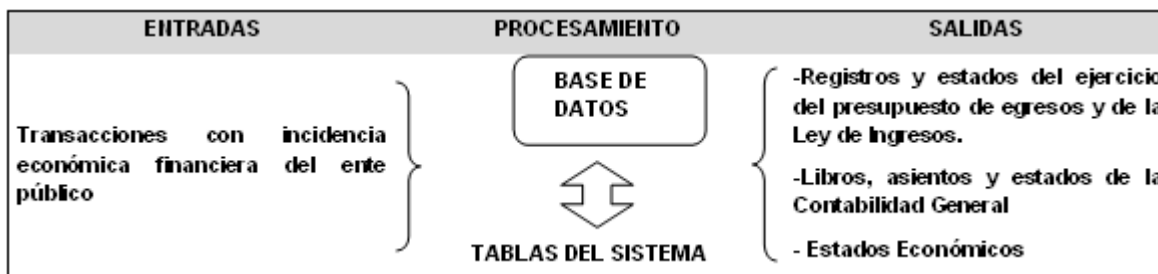 ENTRADAS PROCESAMIENTO SALIDAS
Transacciones con incidencia
económica financiera del ente
público
BASE DE
DATOS
TABLAS DEL SISTEMA
-Registros y estados del ejercicio
del presupuesto de egresos y de la
Ley de Ingresos.
-Libros, asientos y estados de la
Contabilidad General
- Estados Económicos